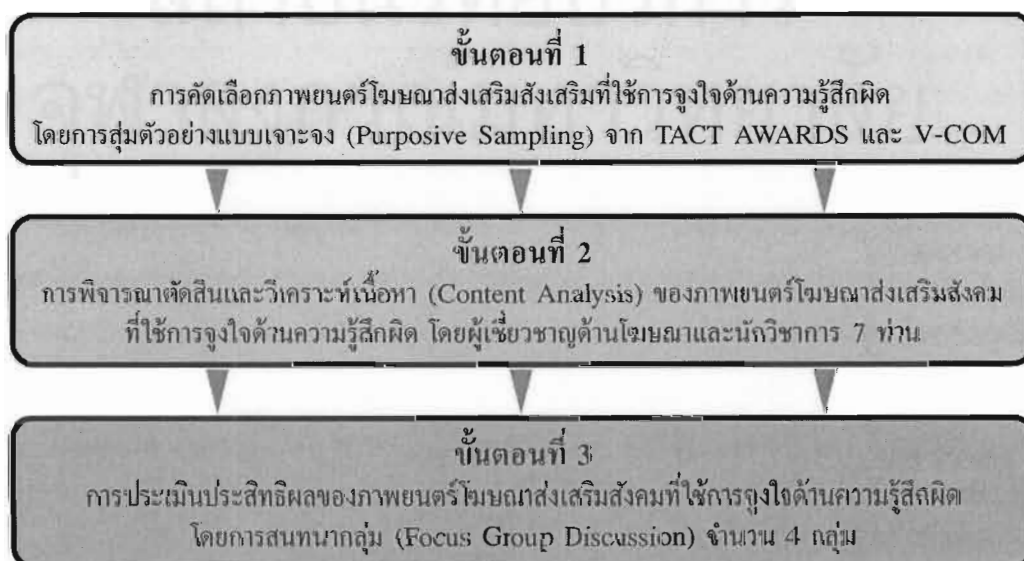 ขั้นตอนที่ 1
การคัดเลือกภาพยนตร์โฆษณาส่งเสริมสังเสริมที่ใช้การจูงใจด้านความรู้สึกผิด
โดยการสุ่มตัวอย่างแบบเจาะจง (Purposive Sampling) จาก TACT AWARDS และ V-COM
ขั้นตอนที่ 2
การพิจารณาตัดสินและวิเคราะห์เนื้อหา (Content Analysis) ของภาพยนตร์โฆษณาส่งเสริมสังคม
ที่ใช้การจูงใจด้านความรู้สึกผิด โดยผู้เชี่ยวชาญด้านโฆษณาและนักวิชาการ 7 ท่าน
ขั้นตอนที่ 3
การประเมินประสิทธิผลของภาพยนตร์โฆษณาส่งเสริมสังคมที่ใช้การจูงใจด้านความรู้สึกผิด
โดยการสนทนากลุ่ม (Focus Group Discussion) จำนวน 4 กลุ่ม